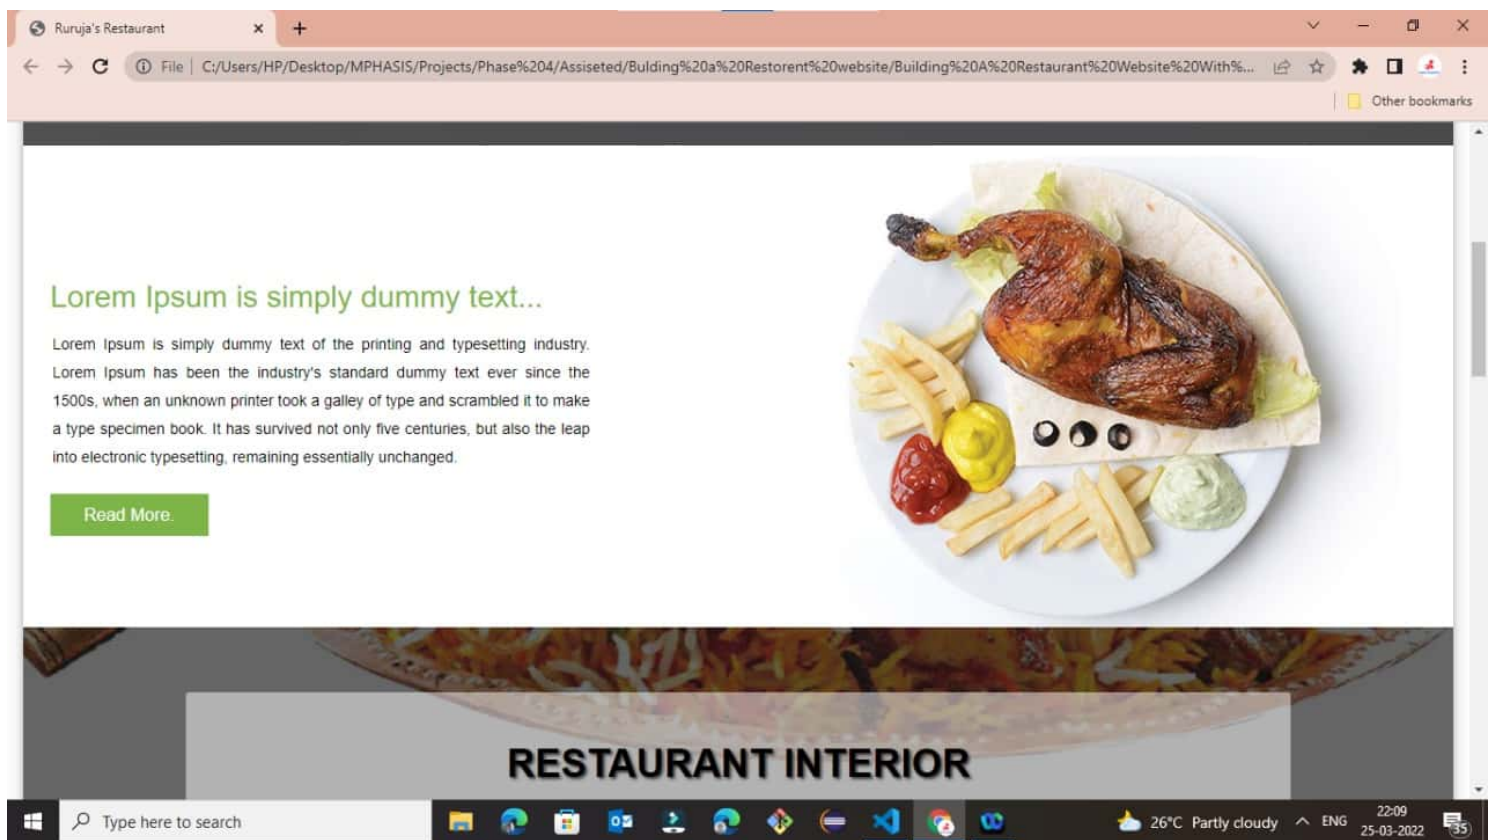 Ruruja's Restaurant
File | C:/Users/HP/Desktop/MPHASIS/Projects/Phase%204/Assiseted/Bulding%20a%20Restorent%20website/Building%20A%20Restaurant%20Website%20With%...
Other bookmarks
Lorem Ipsum is simply dummy text...
Lorem Ipsum is simply dummy text of the printing and typesetting industry.
Lorem Ipsum has been the industry's standard dummy text ever since the
1500s, when an unknown printer took a galley of type and scrambled it to make
a type specimen book. It has survived not only five centuries, but also the leap
into electronic typesetting, remaining essentially unchanged.
Read More.
RESTAURANT INTERIOR
Type here to search
26°C Partly cloudy
ENG
22:09
25-03-2022
35